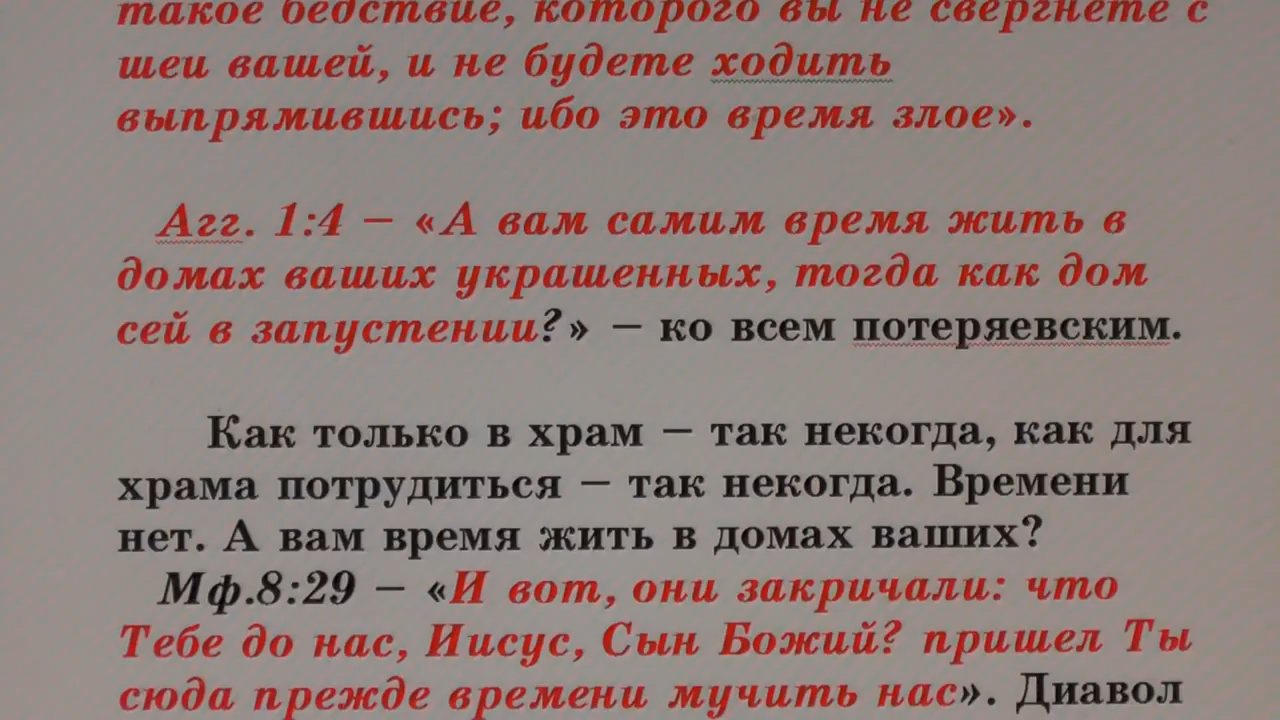 такое бедствие, которого вы не свергнете с
шеи вашей, и не будете ходить
выпрямившись; ибо это время злое».
Агг. 1:4 – «А вам самим время жить в
домах ваших украшенных, тогда как дом
сей в запустении?» – ко всем потеряевским.
Как только в храм – так некогда, как для
храма потрудиться – так некогда. Времени
нет. А вам время жить в домах ваших?
Мф.8:29 – «И вот, они закричали: что
Тебе до нас, Иисус, Сын Божий? пришел Ты
сюда прежде времени мучить нас». Диавол